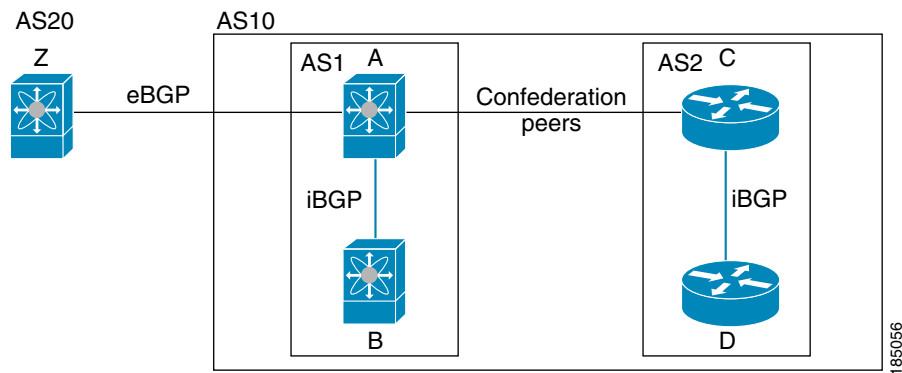 AS20
AS10
Z
AS1
A
AS2
C
eBGP
Confederation
peers
iBGP
iBGP
B
D
185056